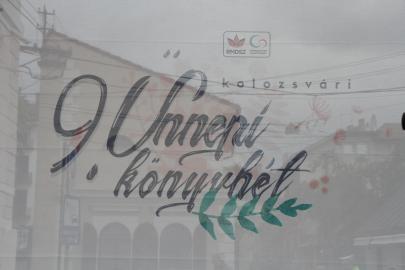 RMDSZ
kolozsvári
9. Ünnepi
könyvhét